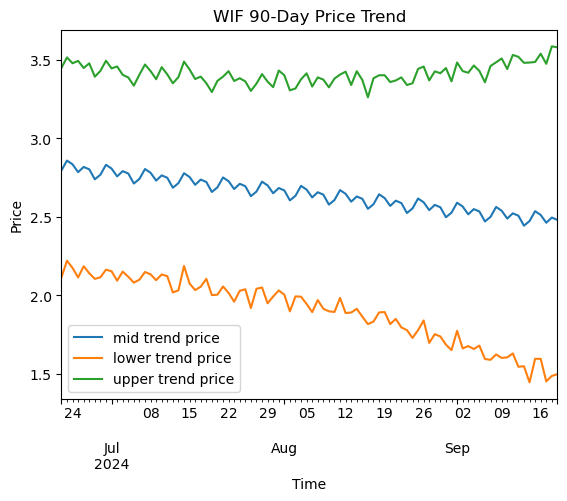 WIF 90-Day Price Trend
Price
3.5
3.0
2.5
2.0
1.5
mid trend price
lower trend price
upper trend price
24 08 15 22 29 05 12 19 26 02 09 16
Jul Aug Sep
2024
Time